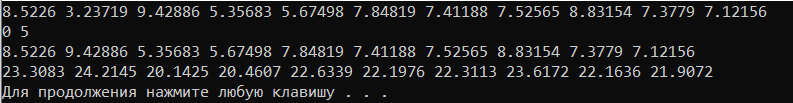 8.5226 3.23719 9.42886 5.35683 5.67498 7.84819 7.41188 7.52565 8.83154 7.3779 7.12156
0 5
8.5226 9.42886 5.35683 5.67498 7.84819 7.41188 7.52565 8.83154 7.3779 7.12156
23.3083 24.2145 20.1425 20.4607 22.6339 22.1976 22.3113 23.6172 22.1636 21.9072
Для продолжения нажмите любую клавишу . . .